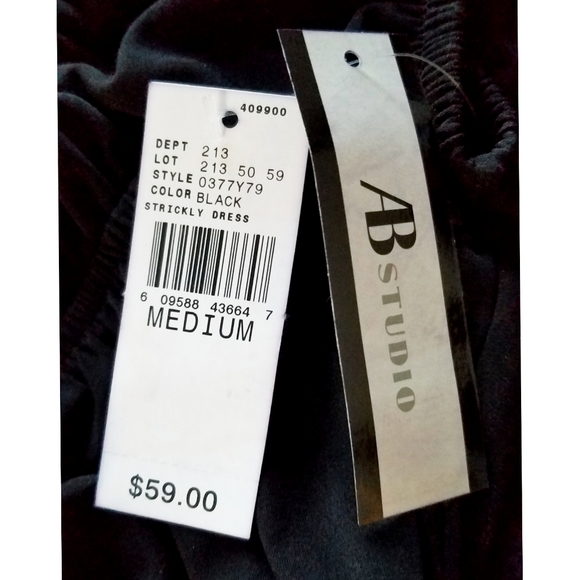 409900
DEPT 213
LOT 213 50 59
STYLE 0377Y79
COLOR BLACK
STRICKLY DRESS
6 09588 43664 7
MEDIUM
$59.00
AB STUDIO